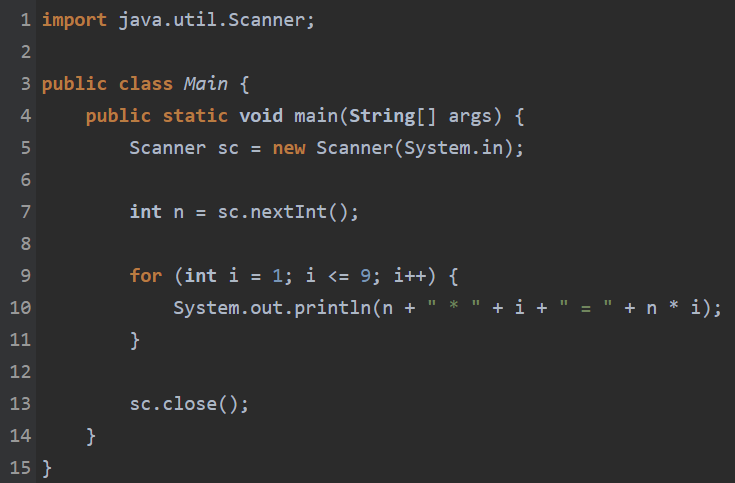 1 import java.util.Scanner;
2
3 public class Main {
4     public static void main(String[] args) {
5         Scanner sc = new Scanner(System.in);
6
7         int n = sc.nextInt();
8
9         for (int i = 1; i <= 9; i++) {
10             System.out.println(n + " * " + i + " = " + n * i);
11         }
12
13         sc.close();
14     }
15 }